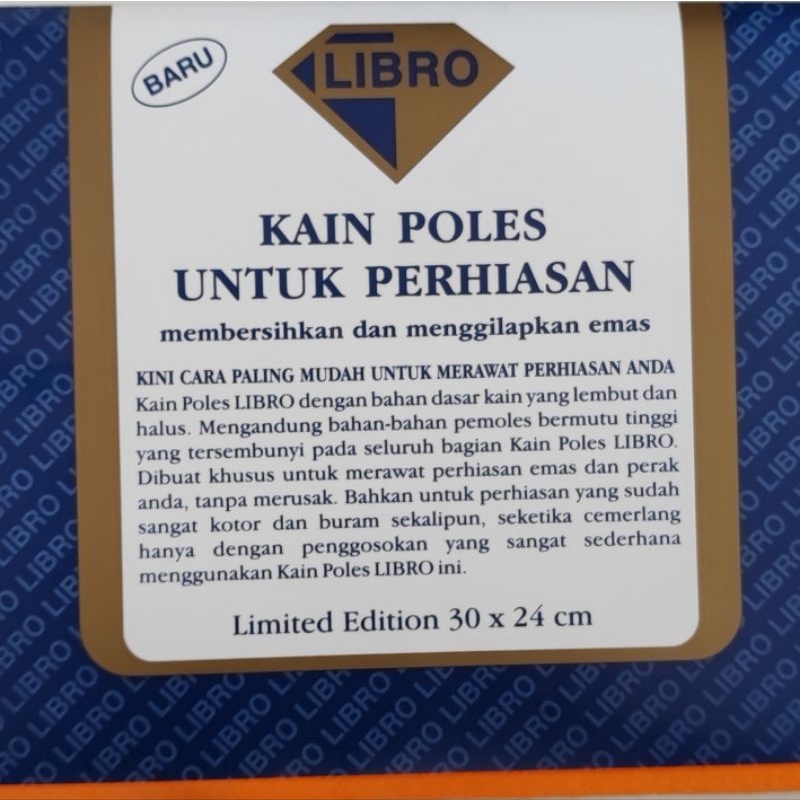 BARU
LIBRO
KAIN POLES
UNTUK PERHIASAN
membersihkan dan menggilapkan emas
KINI CARA PALING MUDAH UNTUK MERAWAT PERHIASAN ANDA
Kain Poles LIBRO dengan bahan dasar kain yang lembut dan
halus. Mengandung bahan-bahan pemoles bermutu tinggi
yang tersembunyi pada seluruh bagian Kain Poles LIBRO.
Dibuat khusus untuk merawat perhiasan emas dan perak
anda, tanpa merusak. Bahkan untuk perhiasan yang sudah
sangat kotor dan buram sekalipun, seketika cemerlang
hanya dengan penggosokan yang sangat sederhana
menggunakan Kain Poles LIBRO ini.
Limited Edition 30 x 24 cm